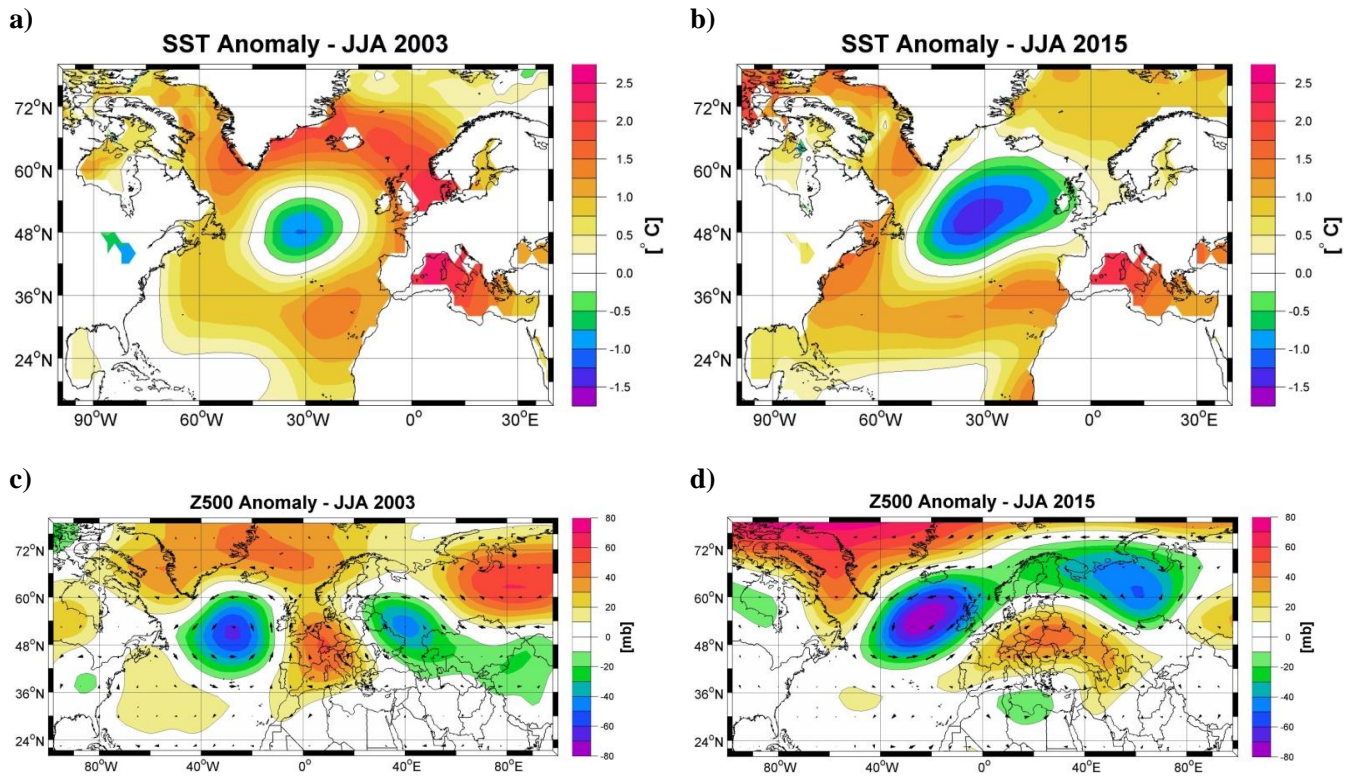 a)
SST Anomaly - JJA 2003
72°N
60°N
48°N
36°N
24°N
90°W 60°W 30°W 0° 30°E
2.5
2.0
1.5
1.0
0.5
0.0
-0.5
-1.0
-1.5
[°C]
b)
SST Anomaly - JJA 2015
72°N
60°N
48°N
36°N
24°N
90°W 60°W 30°W 0° 30°E
2.5
2.0
1.5
1.0
0.5
0.0
-0.5
-1.0
-1.5
[°C]
c)
Z500 Anomaly - JJA 2003
72°N
60°N
48°N
36°N
24°N
80°W 40°W 0° 40°E 80°E
80
60
40
20
0
-20
-40
-60
-80
[mb]
d)
Z500 Anomaly - JJA 2015
72°N
60°N
48°N
36°N
24°N
80°W 40°W 0° 40°E 80°E
80
60
40
20
0
-20
-40
-60
-80
[mb]